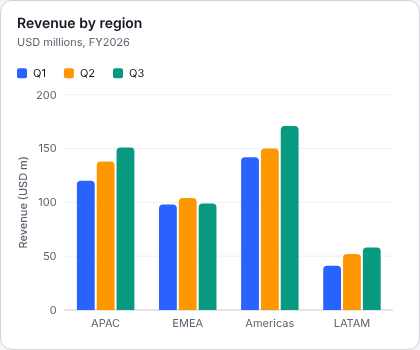 Revenue by region
USD millions, FY2026
Q1 Q2 Q3
Revenue (USD m)
200
150
100
50
0
APAC EMEA Americas LATAM